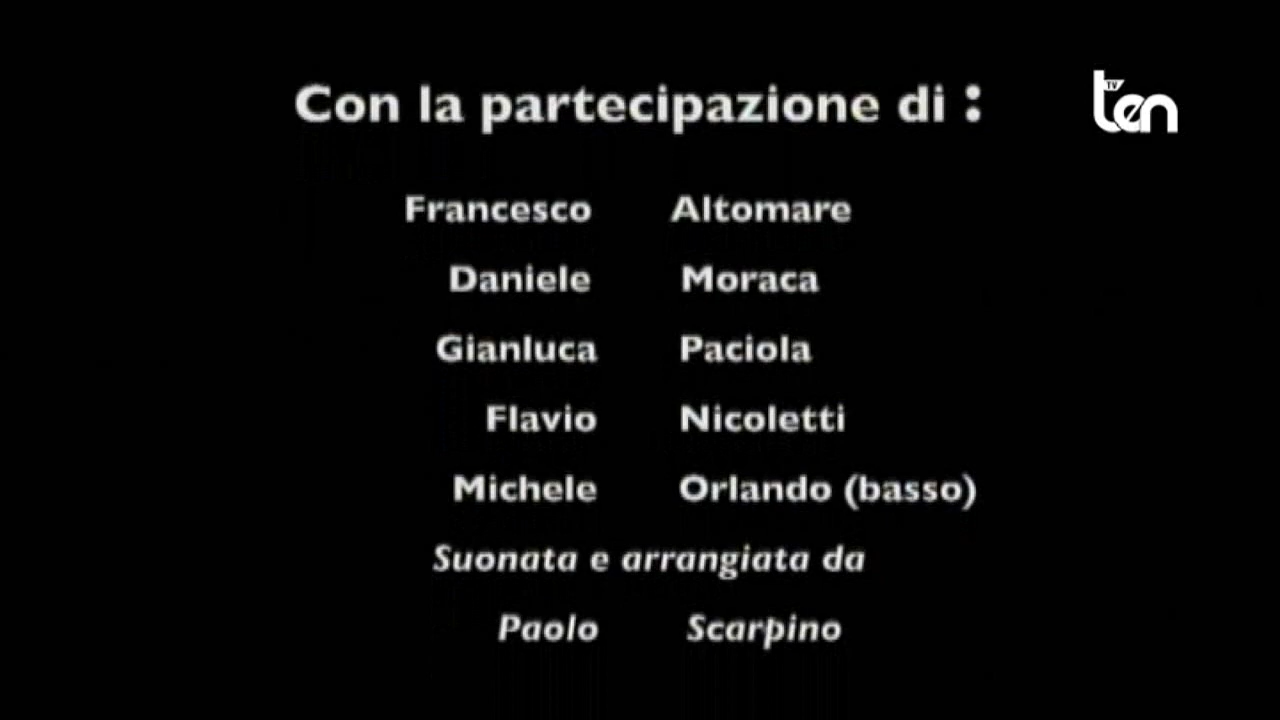 Con la partecipazione di :
TV
ten
Francesco Altomare
Daniele Moraca
Gianluca Paciola
Flavio Nicoletti
Michele Orlando (basso)
Suonata e arrangiata da
Paolo Scarpino